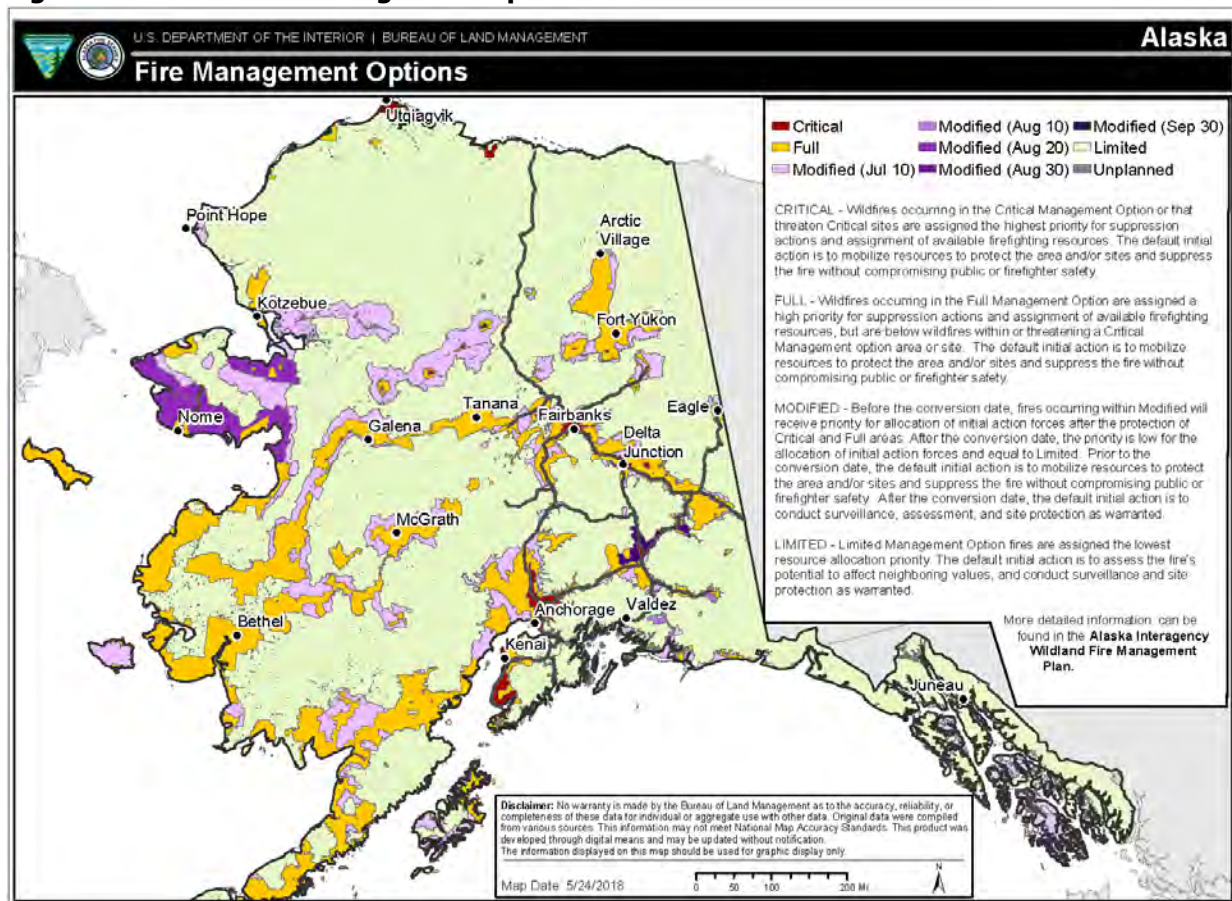 U.S. DEPARTMENT OF THE INTERIOR | BUREAU OF LAND MANAGEMENT
Alaska
Fire Management Options
Critical
Full
Modified (Jul 10)
Modified (Aug 10)
Modified (Aug 20)
Modified (Aug 30)
Modified (Sep 30)
Limited
Unplanned
CRITICAL - Wildfires occurring in the Critical Management Option or that
threaten Critical sites are assigned the highest priority for suppression
actions and assignment of available firefighting resources. The default initial
action is to mobilize resources to protect the area and/or sites and suppress
the fire without compromising public or firefighter safety.
FULL - Wildfires occurring in the Full Management Option are assigned a
high priority for suppression actions and assignment of available firefighting
resources, but are below wildfires within or threatening a Critical
Management option area or site. The default initial action is to mobilize
resources to protect the area and/or sites and suppress the fire without
compromising public or firefighter safety.
MODIFIED - Before the conversion date, fires occurring within Modified will
receive priority for allocation of initial action forces after the protection of
Critical and Full areas. After the conversion date, the priority is low for the
allocation of initial action forces and equal to Limited. Prior to the
conversion date, the default initial action is to mobilize resources to protect
the area and/or sites and suppress the fire without compromising public or
firefighter safety. After the conversion date, the default initial action is to
conduct surveillance, assessment, and site protection as warranted.
LIMITED - Limited Management Option fires are assigned the lowest
resource allocation priority. The default initial action is to assess the fire's
potential to affect neighboring values, and conduct surveillance and site
protection as warranted.
More detailed information can be
found in the Alaska Interagency
Wildland Fire Management
Plan.
Utqiagvik
Point Hope
Arctic
Village
Kotzebue
Fort Yukon
Nome
Tanana
Fairbanks
Eagle
Galena
Delta
Junction
McGrath
Anchorage
Valdez
Bethel
Kenai
Juneau
Disclaimer: No warranty is made by the Bureau of Land Management as to the accuracy, reliability, or
completeness of these data for individual or aggregate use with other data. Original data were compiled
from various sources. This information may not meet National Map Accuracy Standards. This product was
developed through digital means and may be updated without notification.
The information displayed on this map should be used for graphic display only.
Map Date: 5/24/2018
0 50 100 200 Mi
N